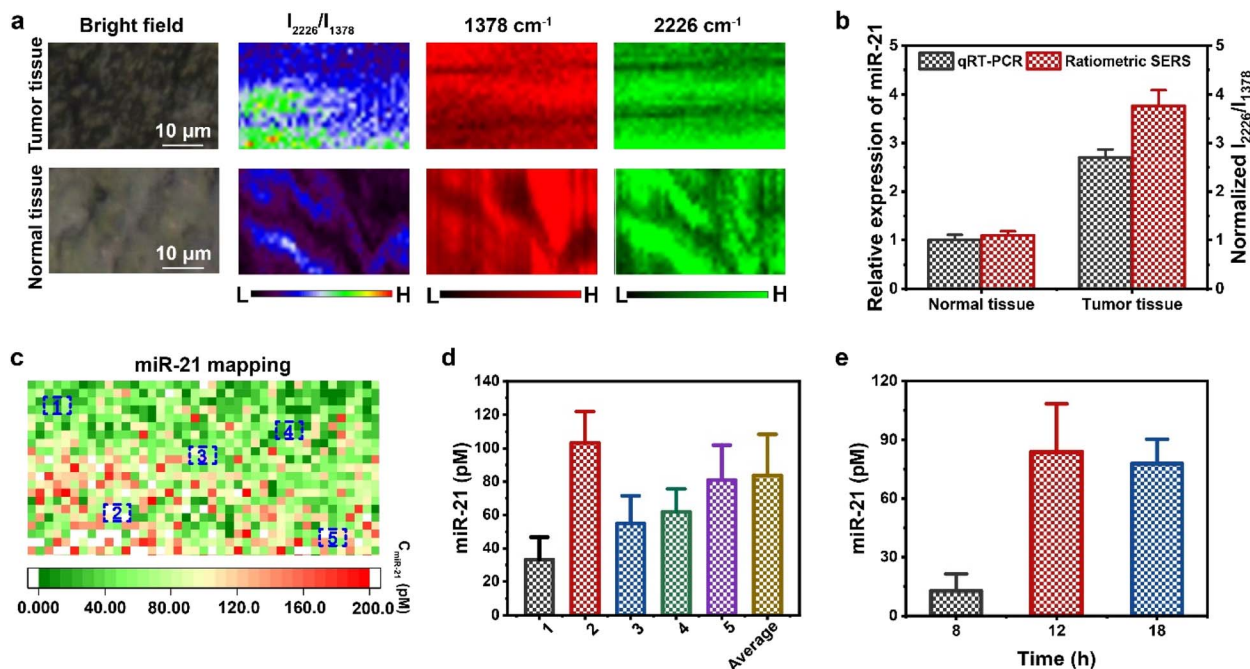 a
Bright field
I₂₂₂₆/I₁₃₇₈
1378 cm⁻¹
2226 cm⁻¹
Tumor tissue
10 µm
Normal tissue
10 µm
L H
L H
L H
b
Relative expression of miR-21
5
4
3
2
1
0
qRT-PCR
Ratiometric SERS
5
4
3
2
1
0
Normalized I₂₂₂₆/I₁₃₇₈
Normal tissue
Tumor tissue
c
miR-21 mapping
1
4
3
2
5
C miR-21 (pM)
0.000 40.00 80.00 120.0 160.0 200.0
d
miR-21 (pM)
140
120
100
80
60
40
20
0
1 2 3 4 5 Average
e
miR-21 (pM)
120
90
60
30
0
8 12 18
Time (h)